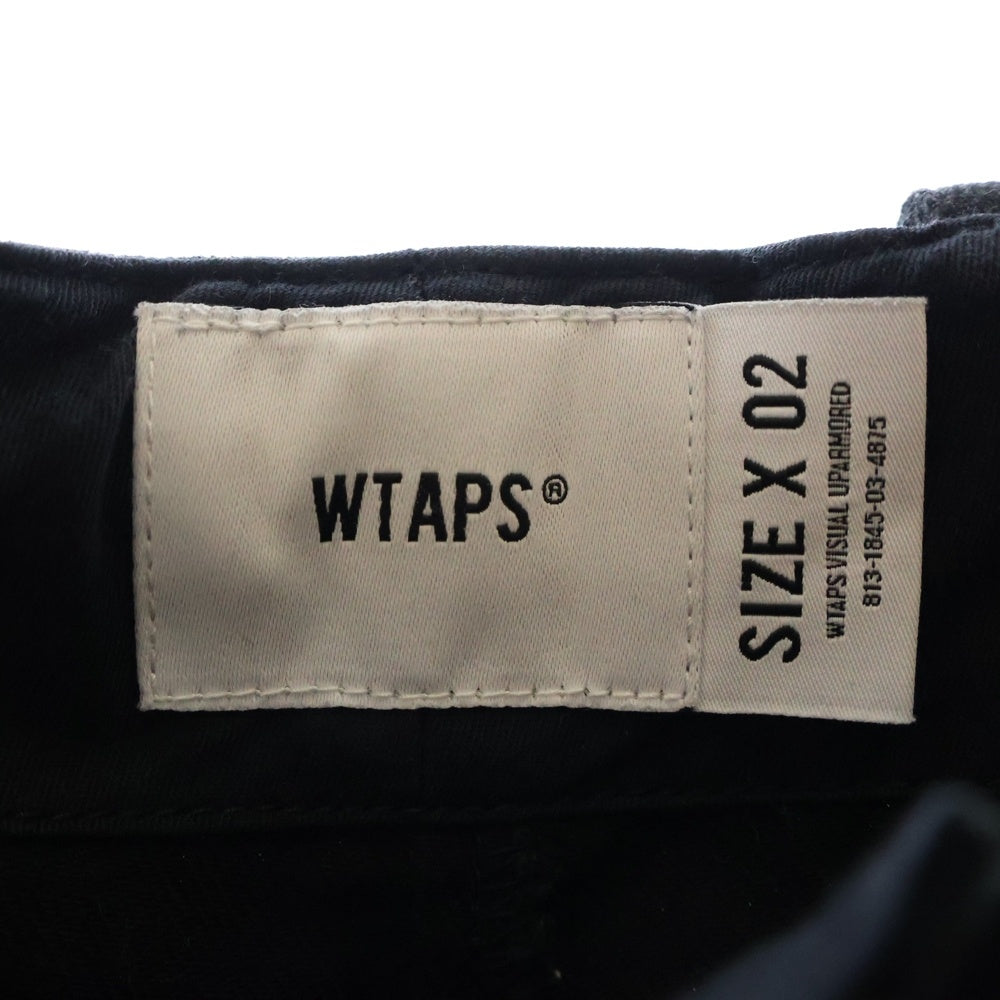 WTAPS®
SIZE X 02
WTAPS VISUAL UPARMORED
813-1845-03-4875